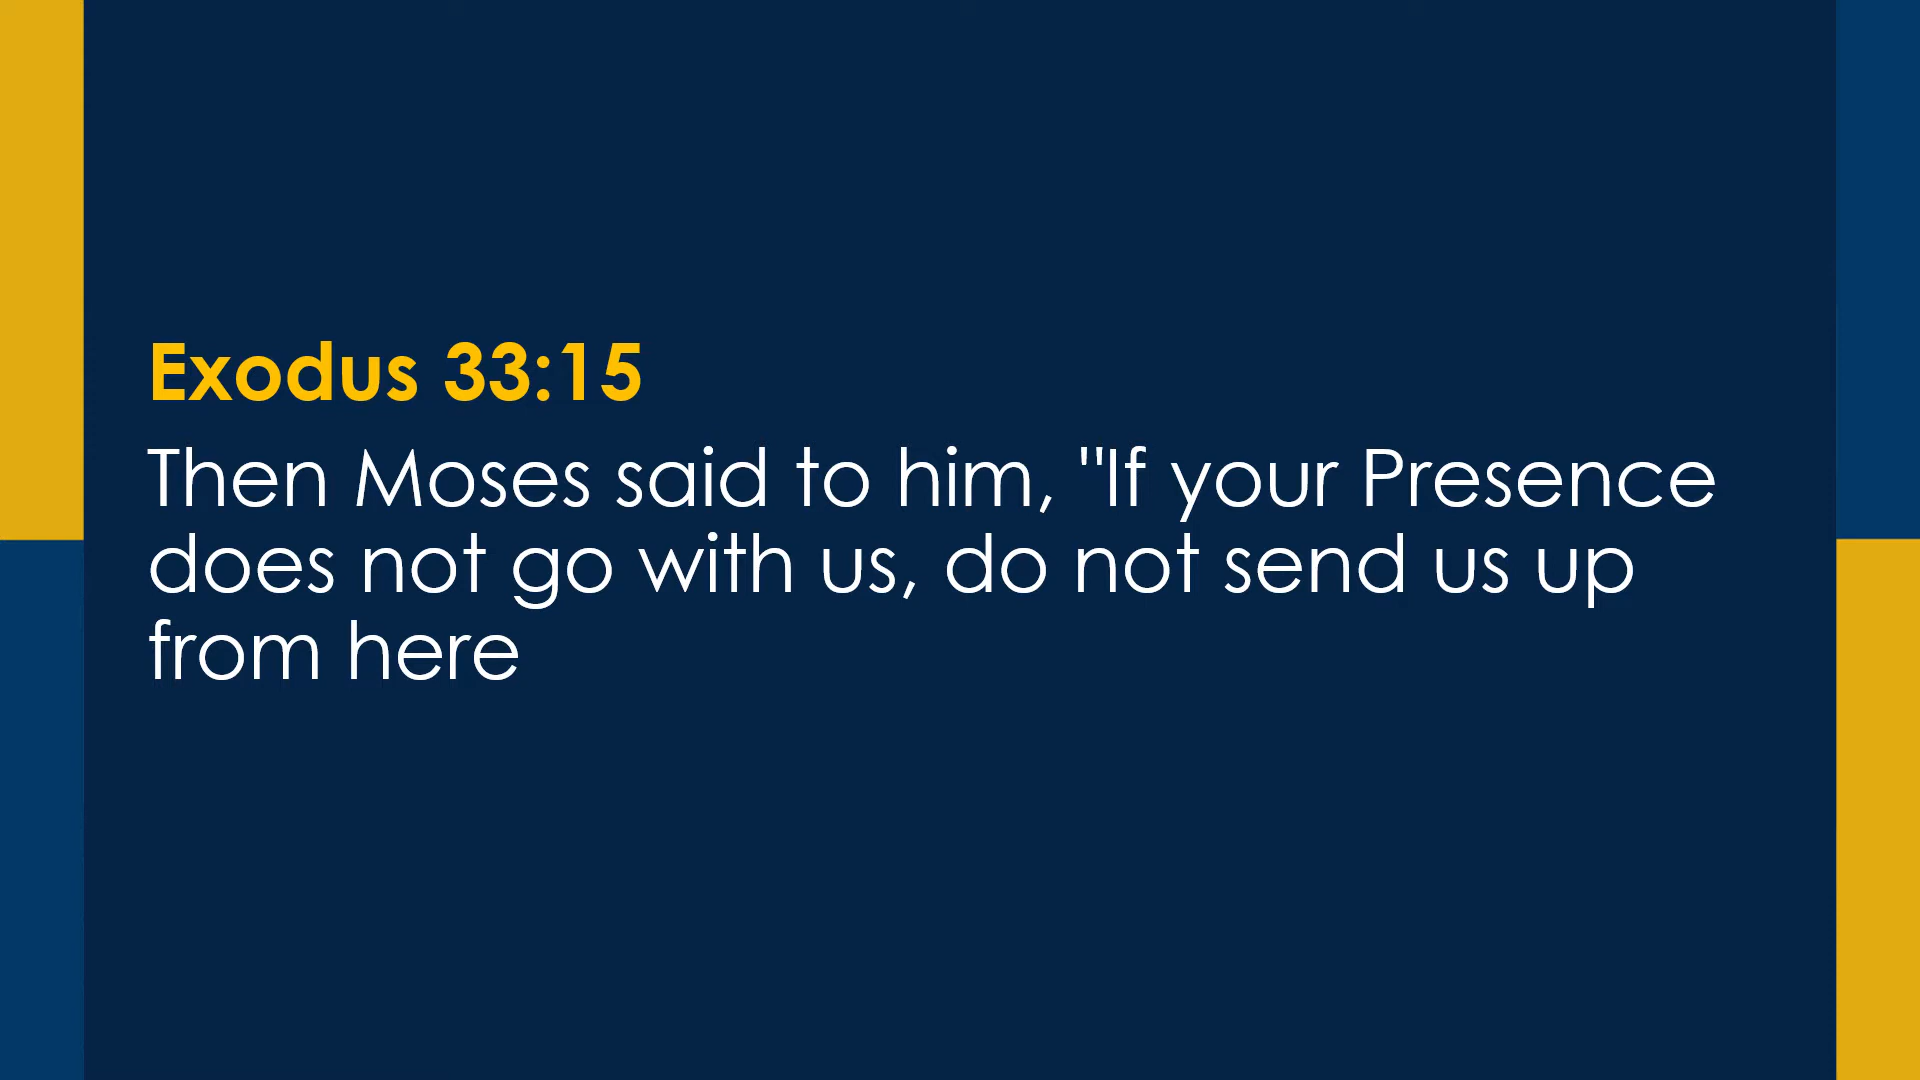 Exodus 33:15
Then Moses said to him, "If your Presence
does not go with us, do not send us up
from here